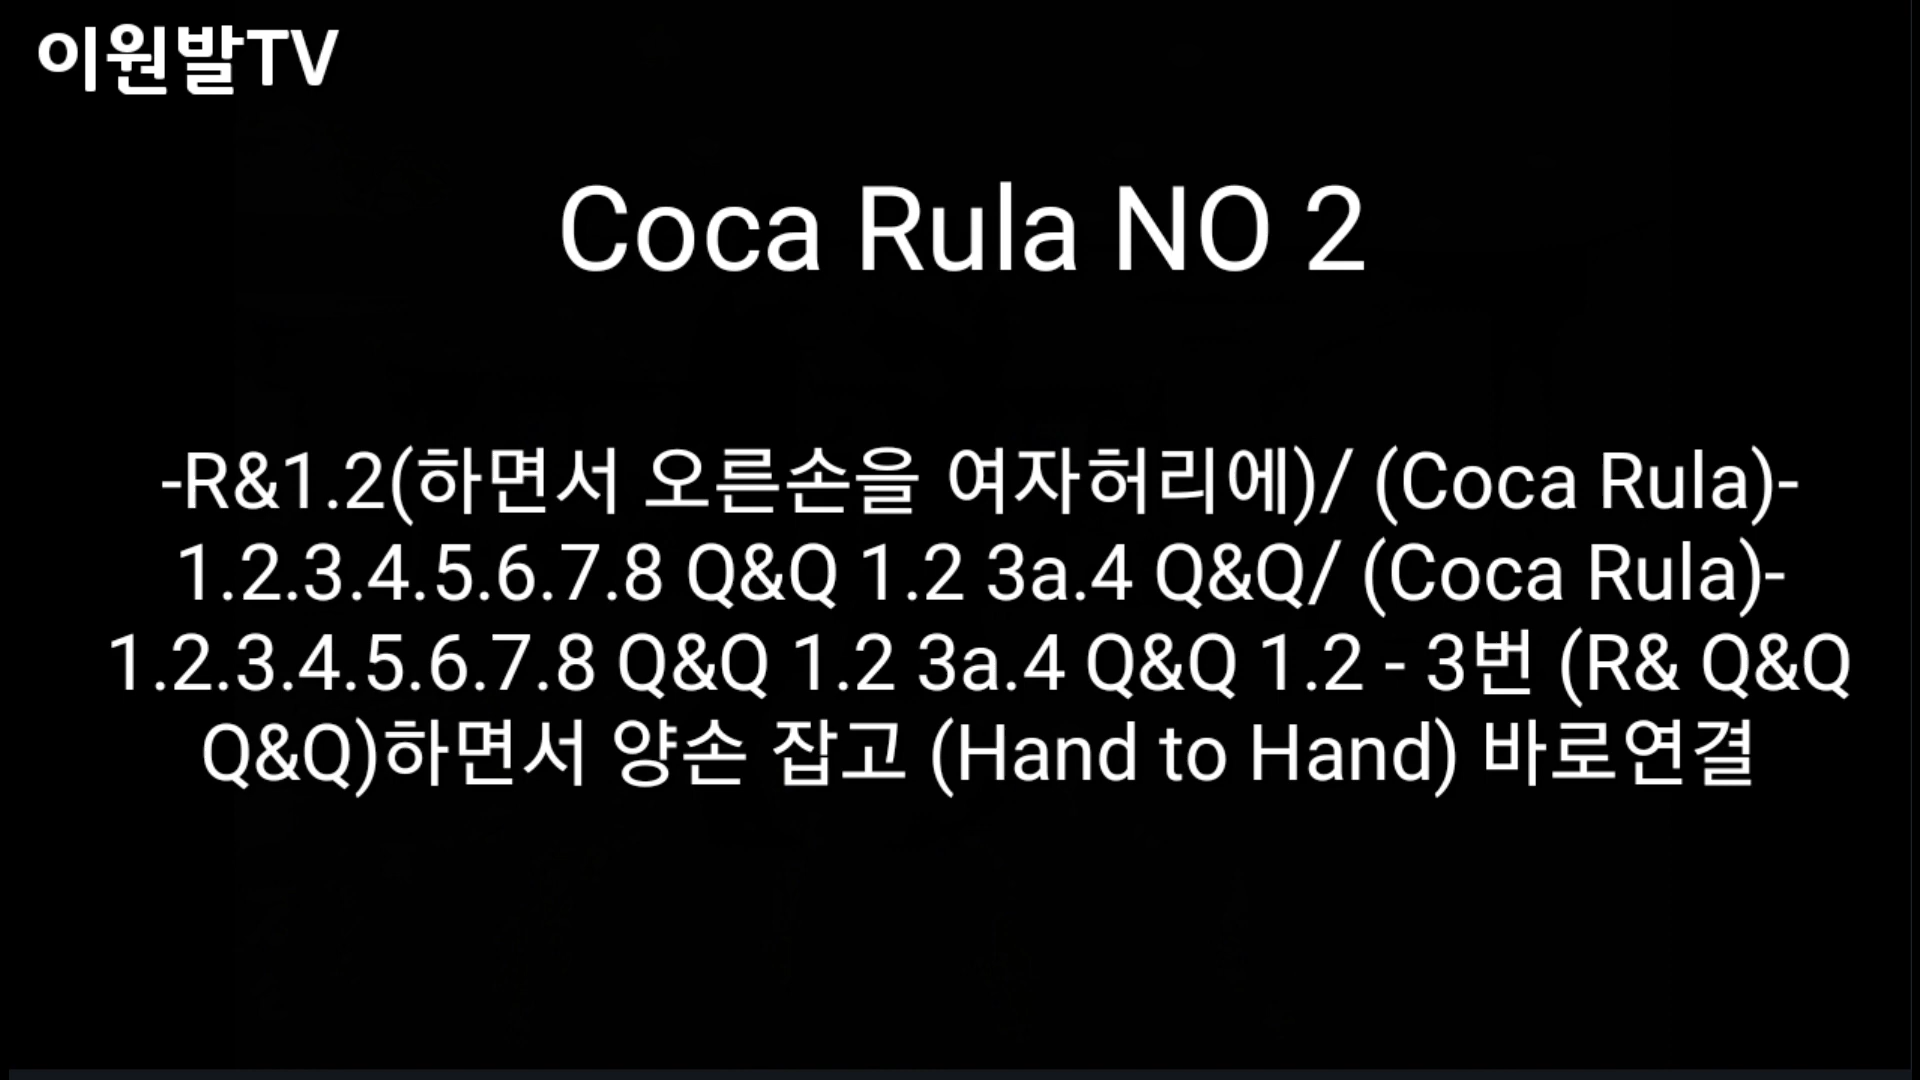 이원발TV
Coca Rula NO 2
-R&1.2(하면서 오른손을 여자허리에)/ (Coca Rula)-
1.2.3.4.5.6.7.8 Q&Q 1.2 3a.4 Q&Q/ (Coca Rula)-
1.2.3.4.5.6.7.8 Q&Q 1.2 3a.4 Q&Q 1.2 - 3번 (R& Q&Q
Q&Q)하면서 양손 잡고 (Hand to Hand) 바로연결